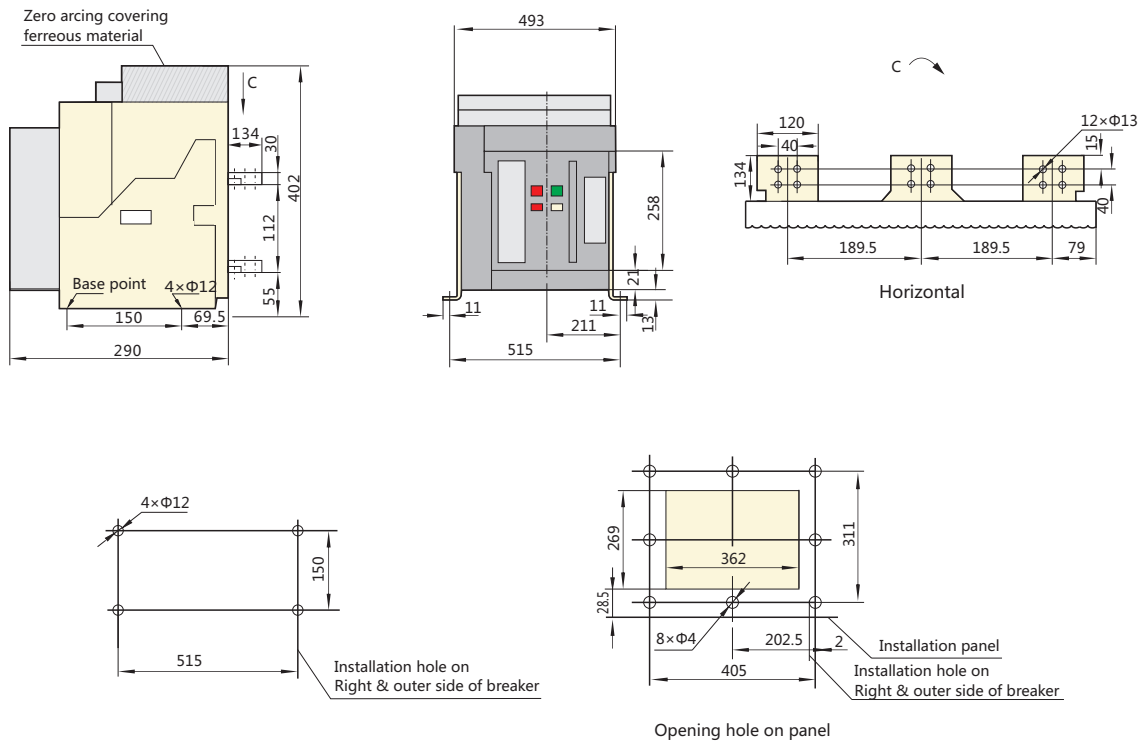 Zero arcing covering
ferreous material
C
134
30
402
112
55
Base point
4×Φ12
150
69.5
290
493
258
21
11
11
13
211
515
C
120
40
134
12×Φ13
15
40
189.5
189.5
79
Horizontal
4×Φ12
150
515
Installation hole on
Right & outer side of breaker
269
362
311
28.5
8×Φ4
202.5
2
405
Installation panel
Installation hole on
Right & outer side of breaker
Opening hole on panel